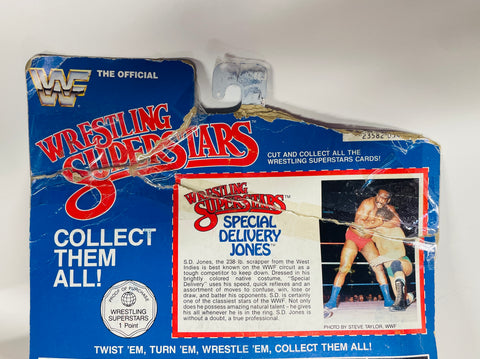 WF
THE OFFICIAL
WRESTLING
SUPERSTARS™
CUT AND COLLECT ALL THE
WRESTLING SUPERSTARS CARDS!
COLLECT
THEM
ALL!
PROOF OF PURCHASE
WRESTLING
SUPERSTARS
1 Point
WRESTLING
SUPERSTARS™
SPECIAL
DELIVERY
JONES™
S.D. Jones, the 238 lb. scrapper from the West
Indies is best known on the WWF circuit as a
tough competitor to keep down. Dressed in his
brightly colored native costume, "Special
Delivery" uses his speed, quick reflexes and an
assortment of moves to confuse, win, lose or
draw, and batter his opponents. S.D. is certainly
one of the classiest stars of the WWF. Not only
does he possess amazing natural talent - he gives
his all whenever he is in the ring. S.D. Jones is
without a doubt, a true professional.
PHOTO BY STEVE TAYLOR, WWF
TWIST 'EM, TURN 'EM, WRESTLE 'EM, COLLECT THEM ALL!